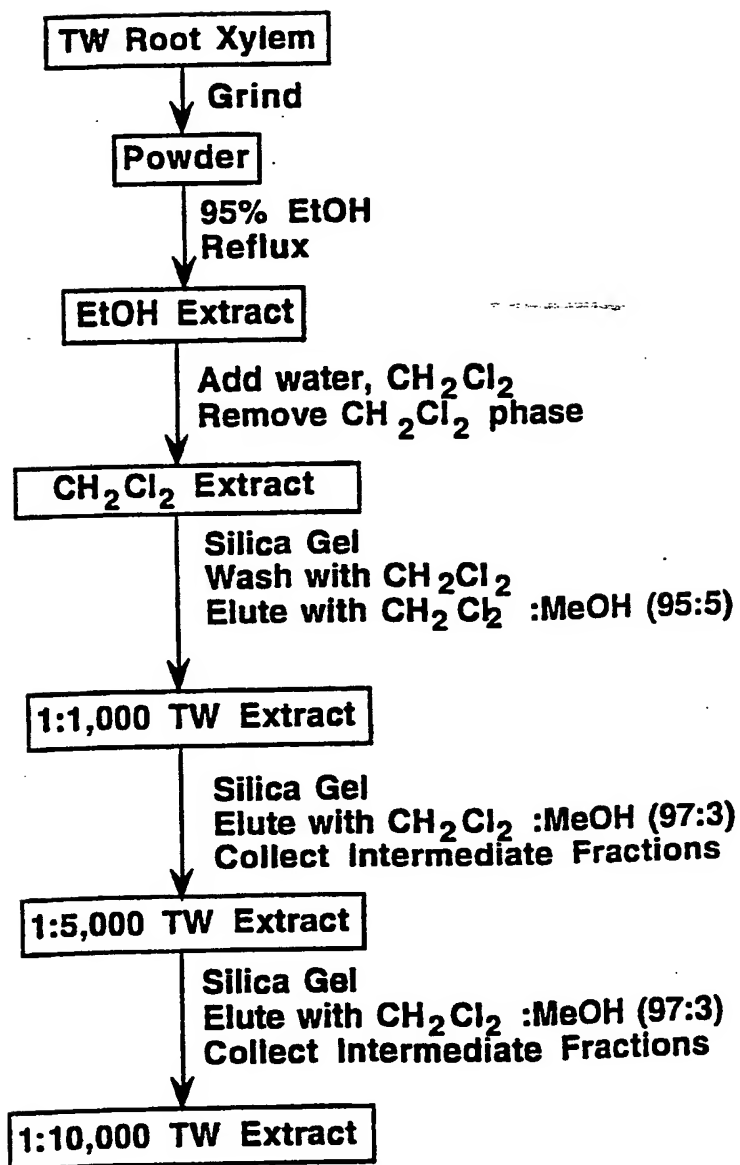 TW Root Xylem
Grind
Powder
95% EtOH
Reflux
EtOH Extract
Add water, CH₂Cl₂
Remove CH₂Cl₂ phase
CH₂Cl₂ Extract
Silica Gel
Wash with CH₂Cl₂
Elute with CH₂Cl₂ :MeOH (95:5)
1:1,000 TW Extract
Silica Gel
Elute with CH₂Cl₂ :MeOH (97:3)
Collect Intermediate Fractions
1:5,000 TW Extract
Silica Gel
Elute with CH₂Cl₂ :MeOH (97:3)
Collect Intermediate Fractions
1:10,000 TW Extract